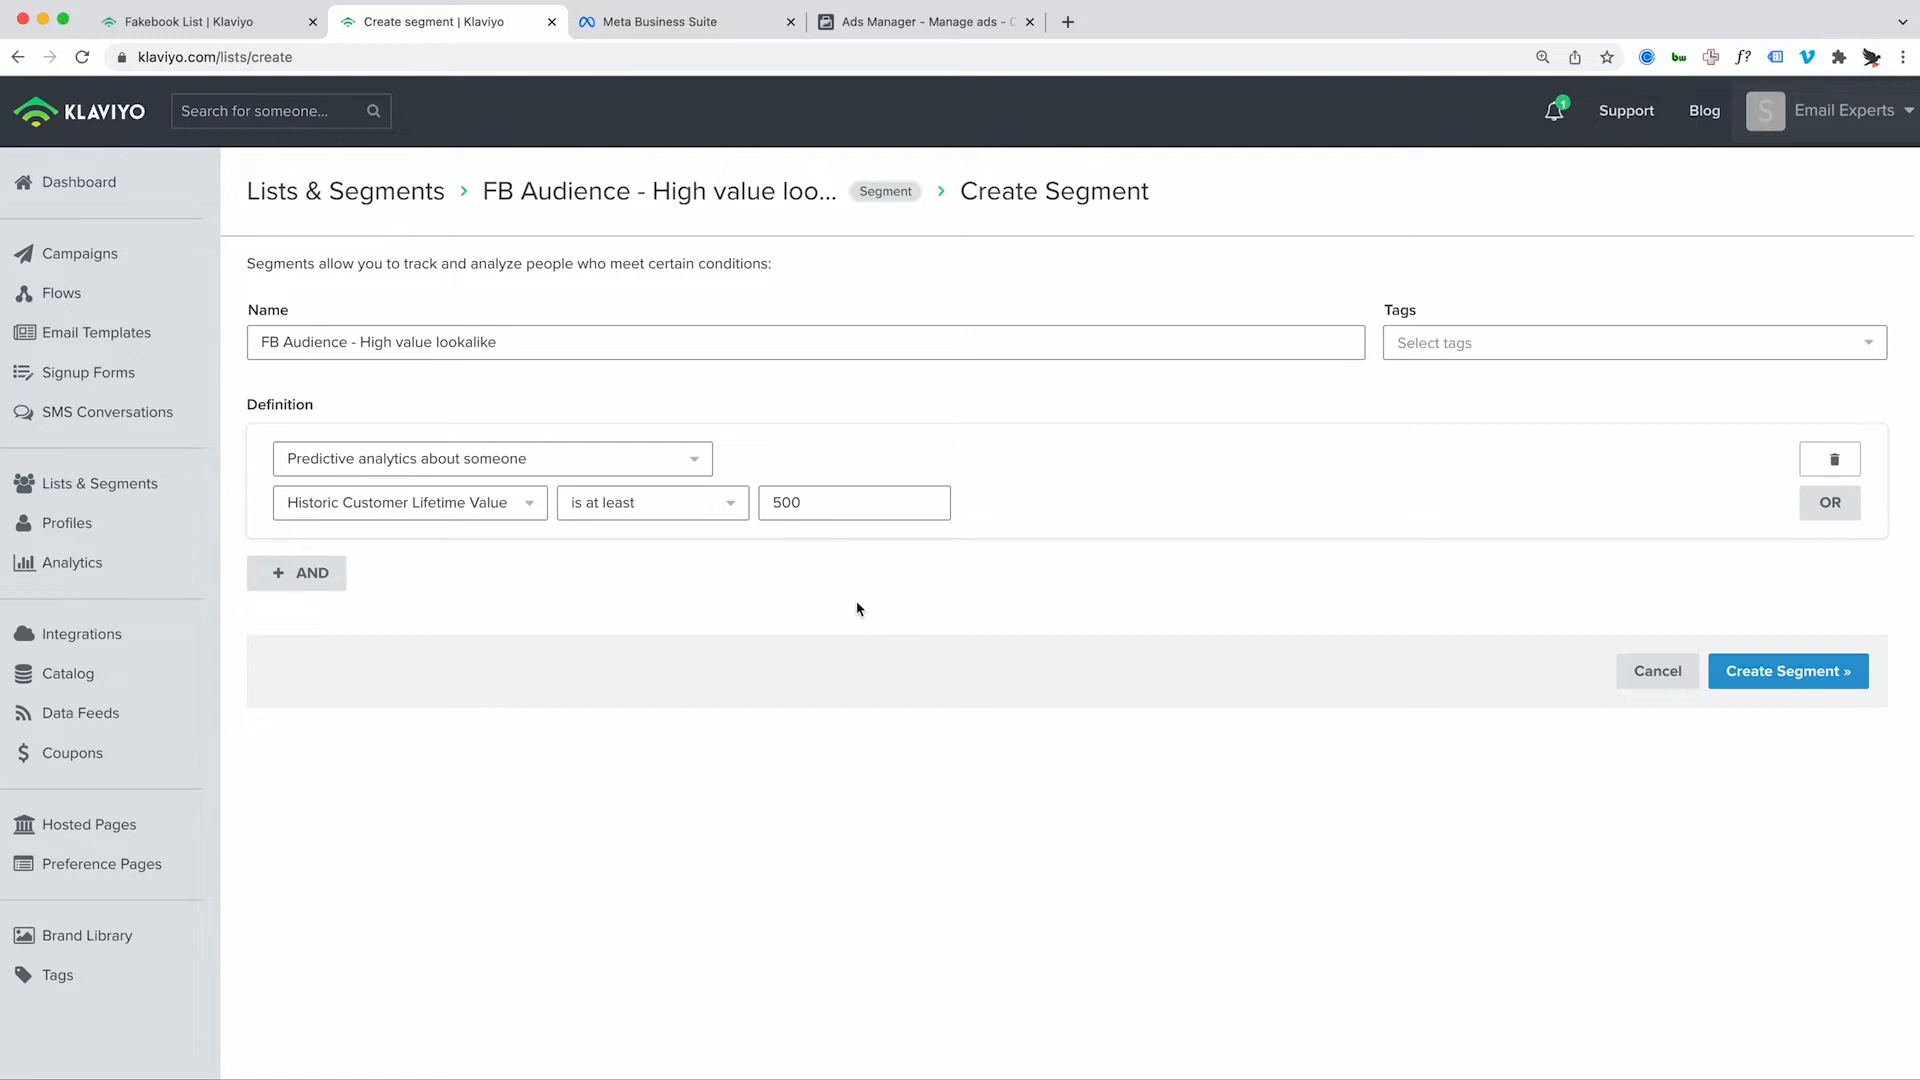 Fakebook List | Klaviyo
Create segment | Klaviyo
Meta Business Suite
Ads Manager - Manage ads -
klaviyo.com/lists/create
bw
f?
KLAVIYO
Search for someone...
1
Support
Blog
S
Email Experts
Dashboard
Campaigns
Flows
Email Templates
Signup Forms
SMS Conversations
Lists & Segments
Profiles
Analytics
Integrations
Catalog
Data Feeds
Coupons
Hosted Pages
Preference Pages
Brand Library
Tags
Lists & Segments > FB Audience - High value loo... Segment > Create Segment
Segments allow you to track and analyze people who meet certain conditions:
Name
Tags
FB Audience - High value lookalike
Select tags
Definition
Predictive analytics about someone
Historic Customer Lifetime Value
is at least
500
OR
+ AND
Cancel
Create Segment »